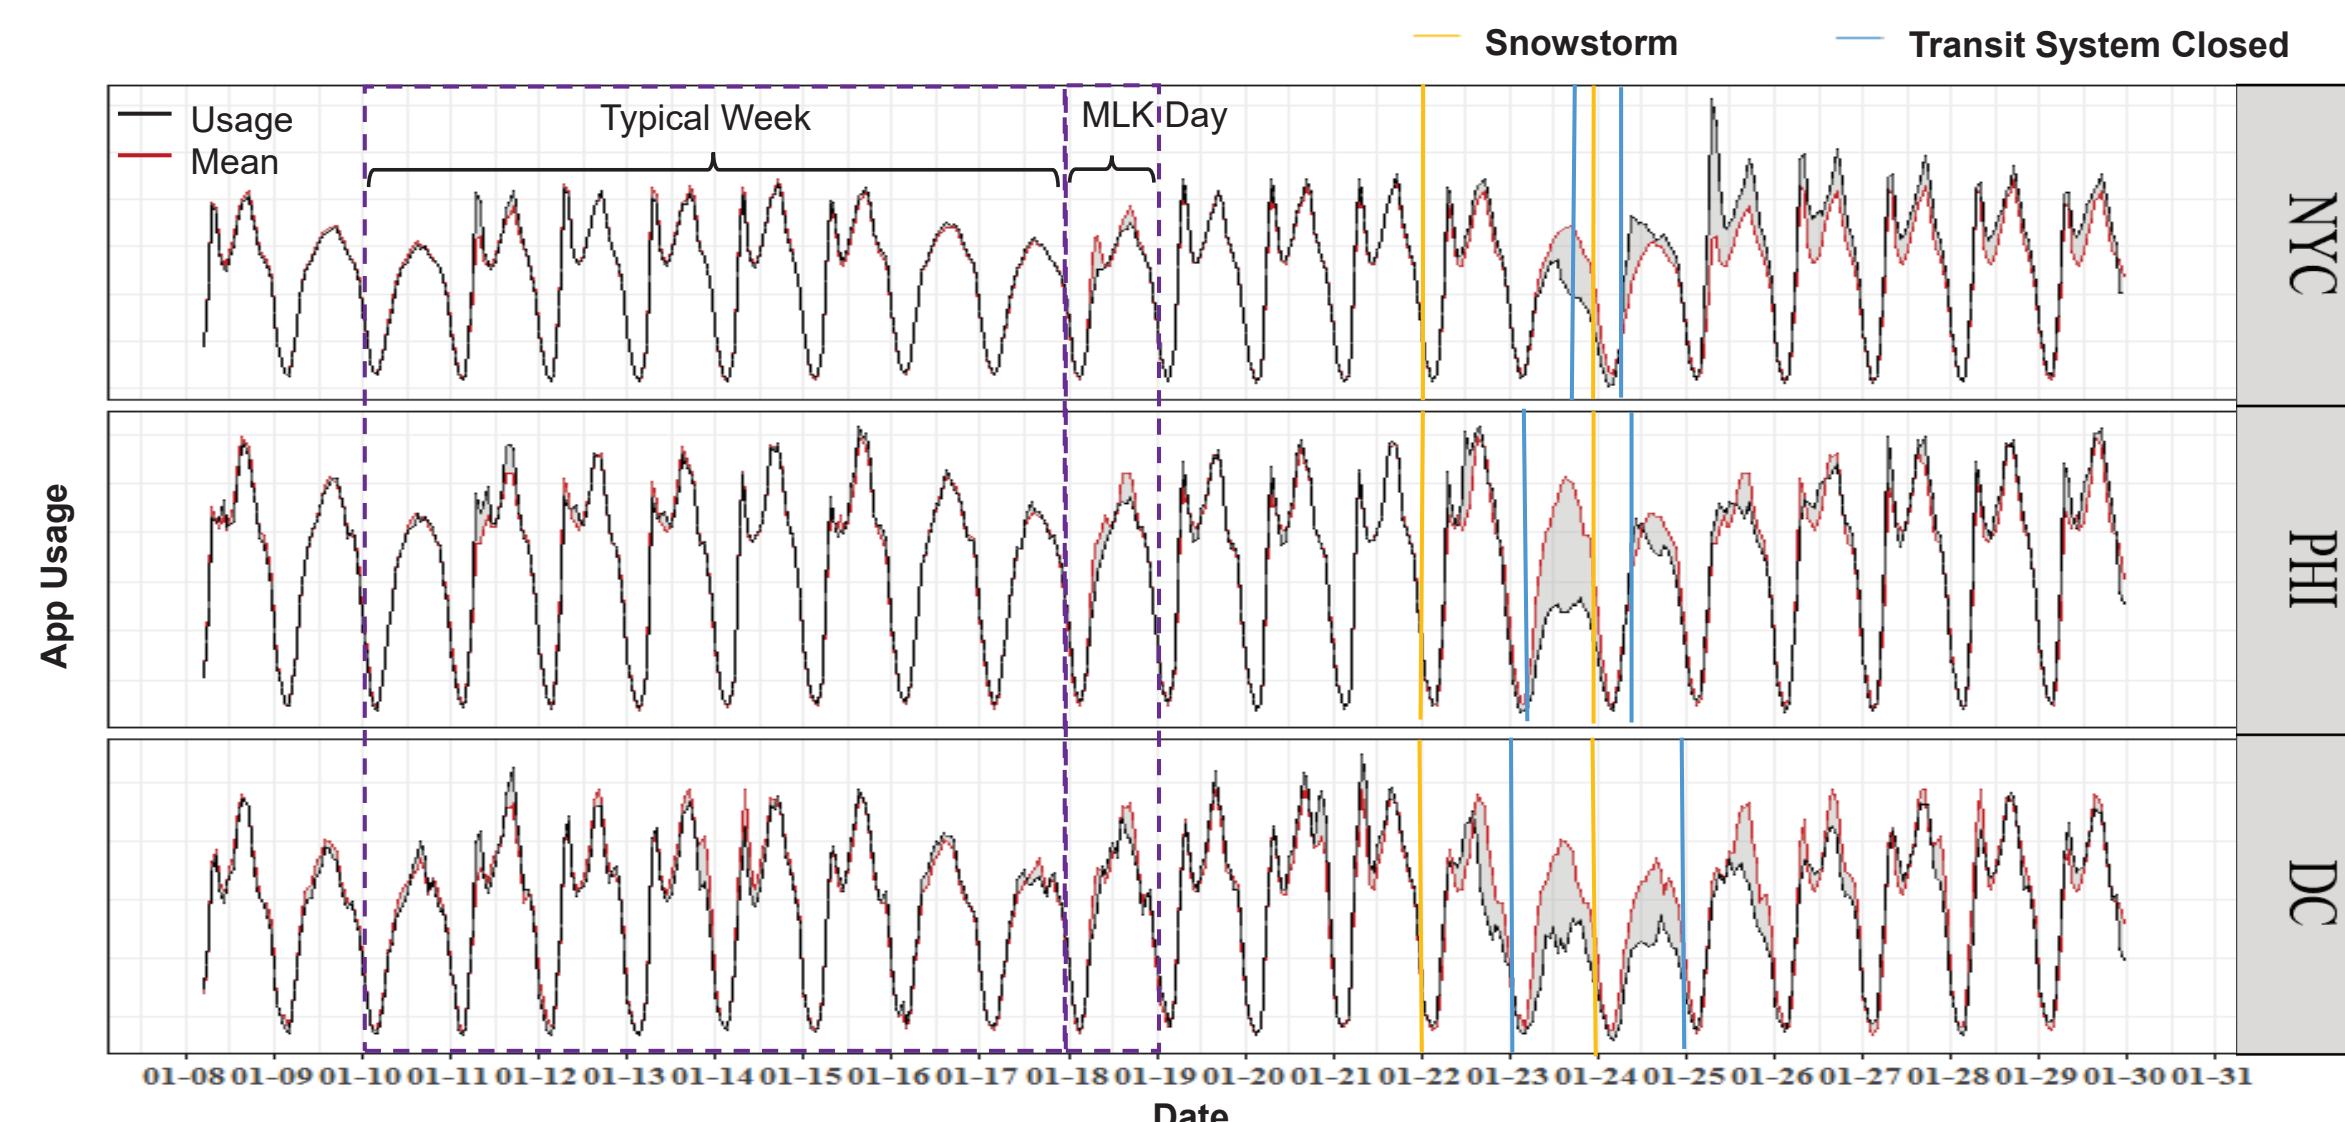 Snowstorm
Transit System Closed
Usage
Mean
Typical Week
MLK Day
NYC
PHI
DC
App Usage
01-08 01-09 01-10 01-11 01-12 01-13 01-14 01-15 01-16 01-17 01-18 01-19 01-20 01-21 01-22 01-23 01-24 01-25 01-26 01-27 01-28 01-29 01-30 01-31
Date